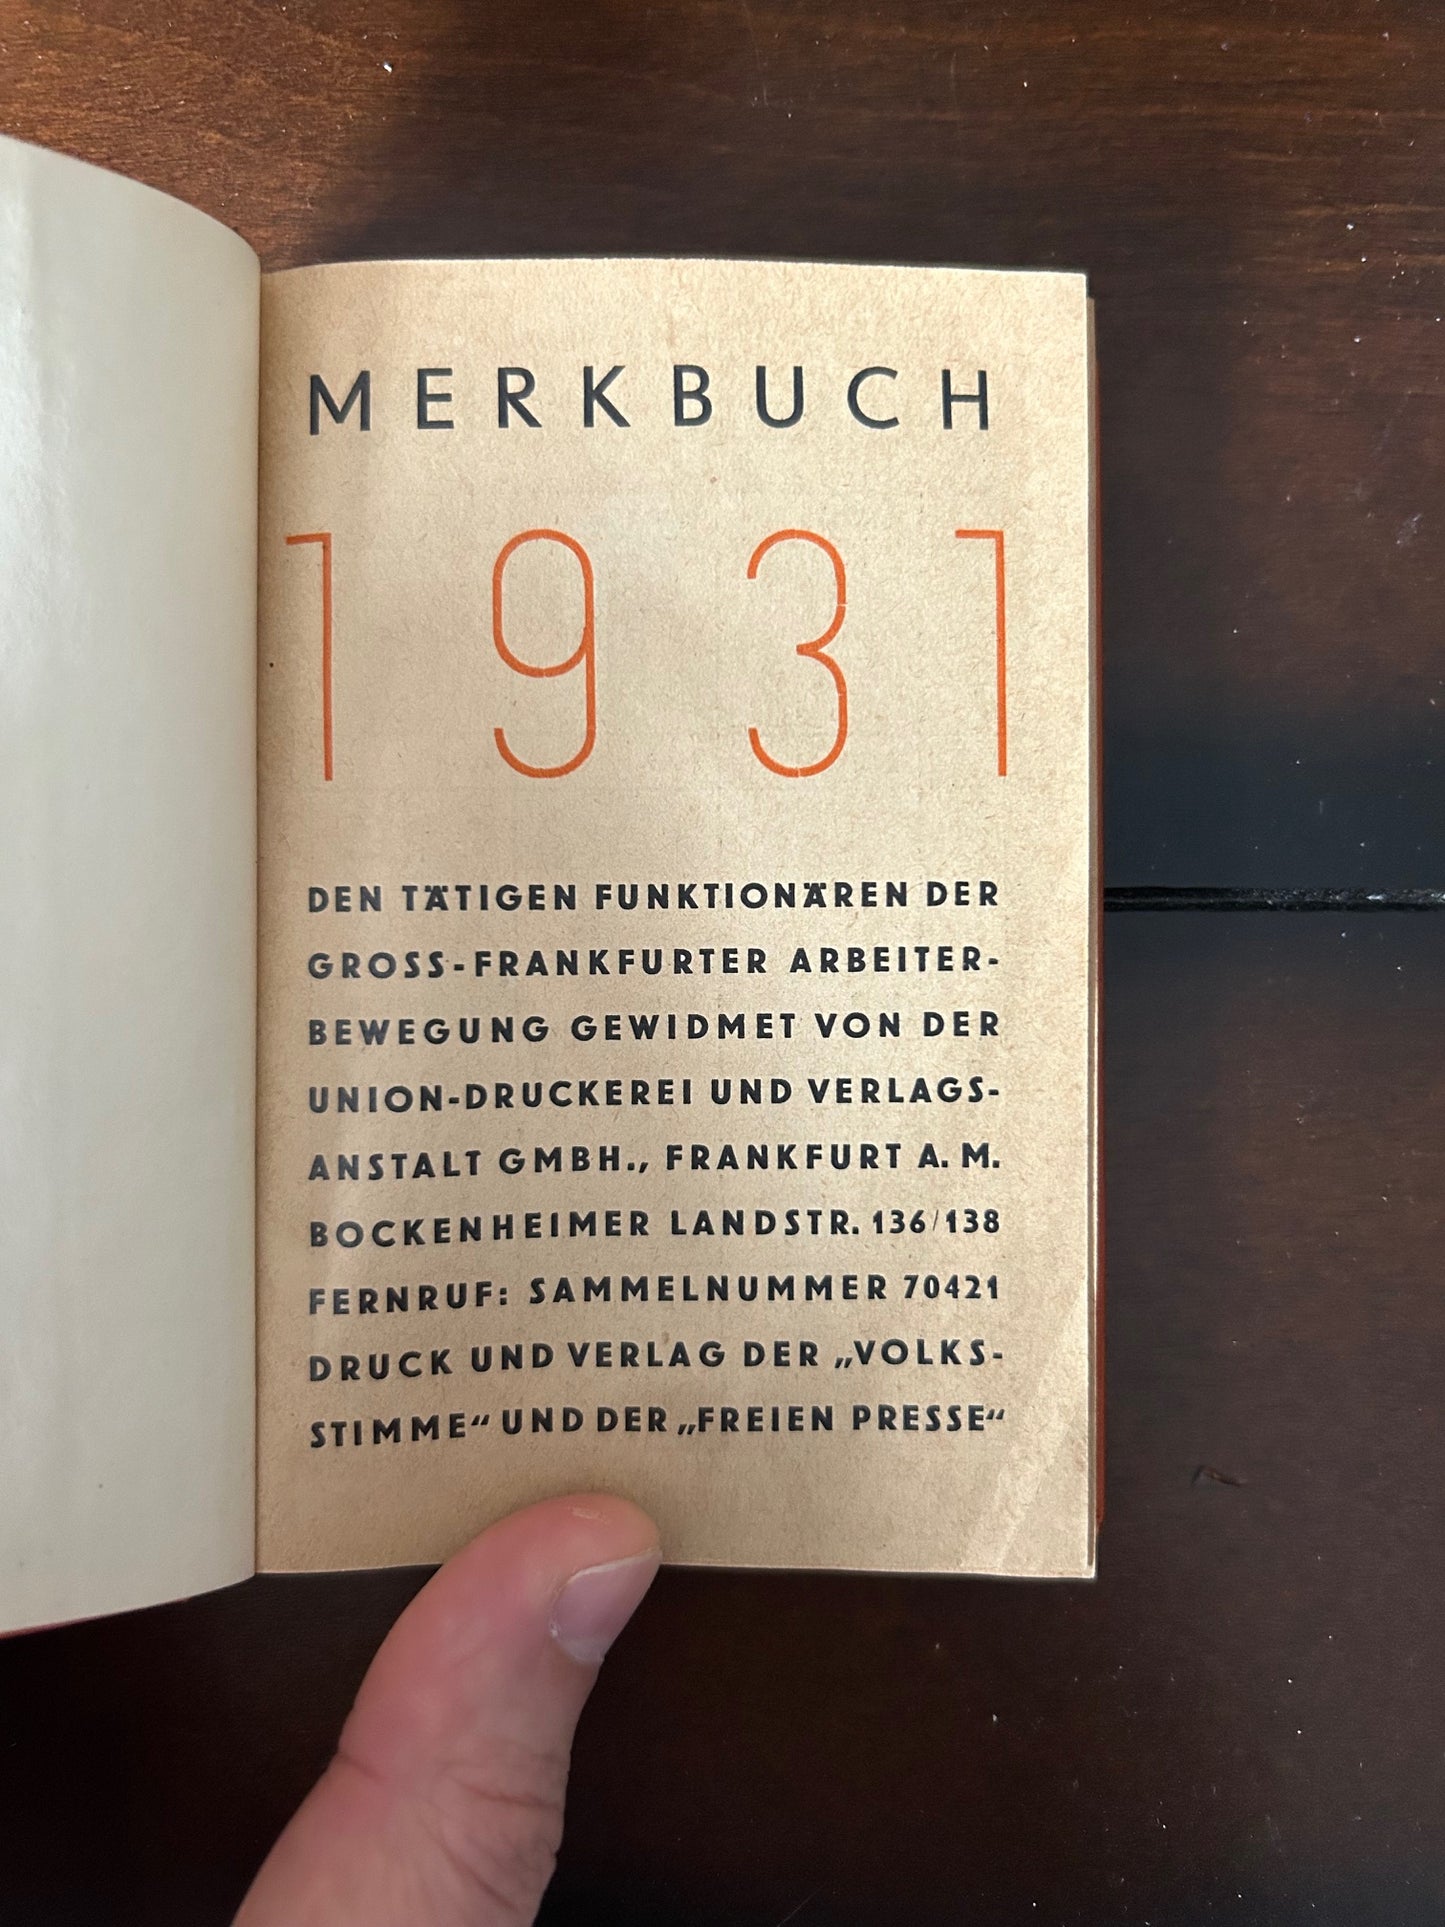 MERKBUCH
1931
DEN TÄTIGEN FUNKTIONÄREN DER
GROSS-FRANKFURTER ARBEITER-
BEWEGUNG GEWIDMET VON DER
UNION-DRUCKEREI UND VERLAGS-
ANSTALT GMBH., FRANKFURT A. M.
BOCKENHEIMER LANDSTR. 136/138
FERNRUF: SAMMELNUMMER 70421
DRUCK UND VERLAG DER „VOLKS-
STIMME“ UND DER „FREIEN PRESSE“